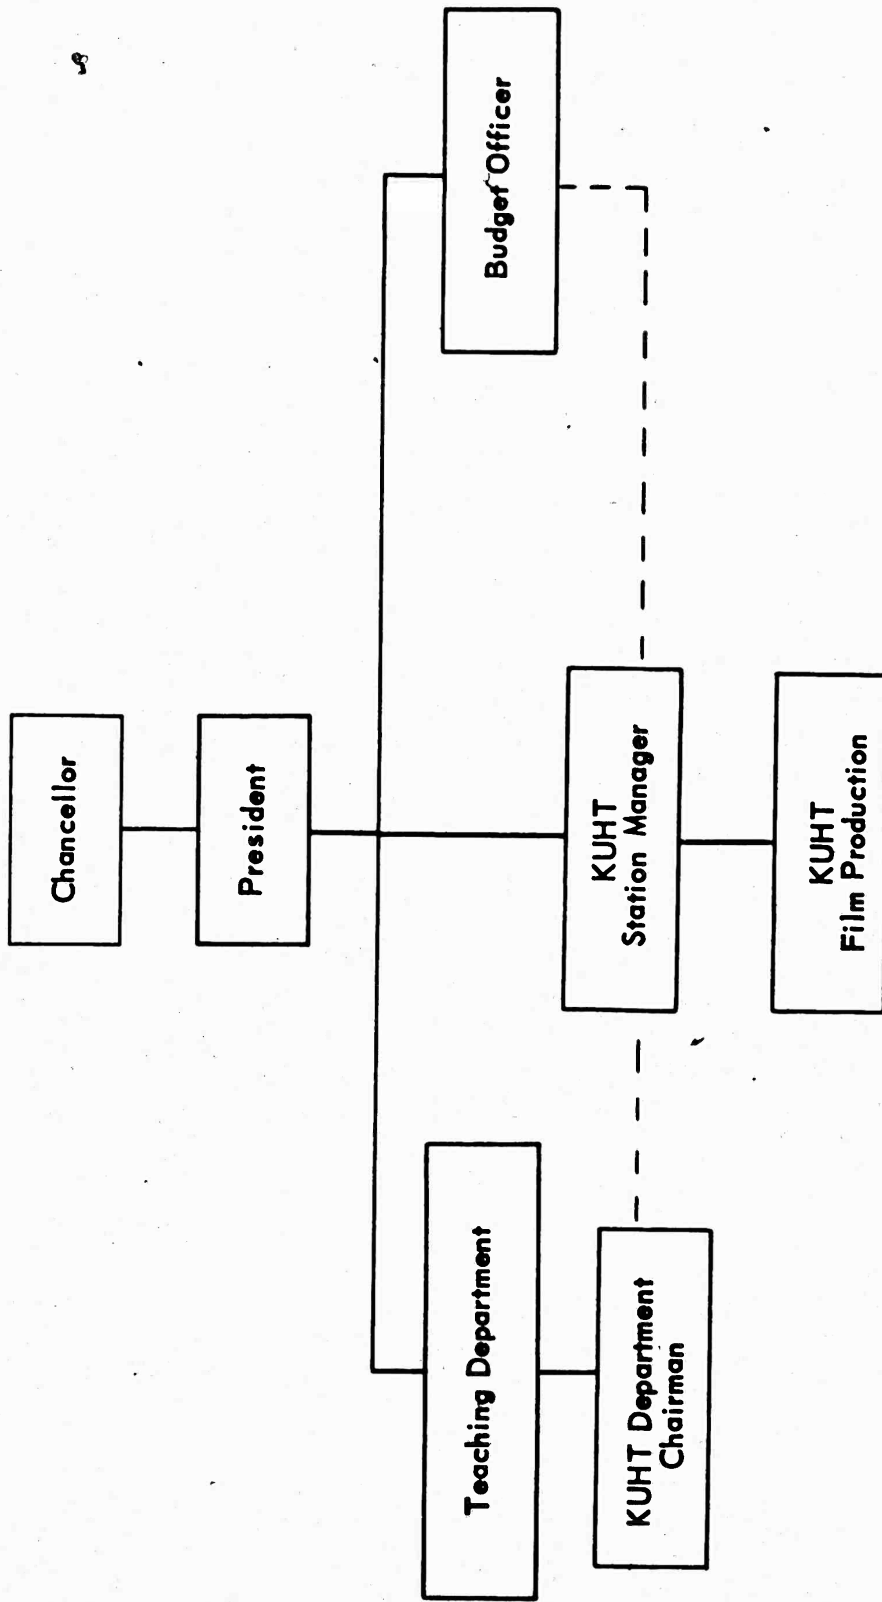 Chancellor
President
Teaching Department
Budget Officer
KUHT Department
Chairman
KUHT
Station Manager
KUHT
Film Production